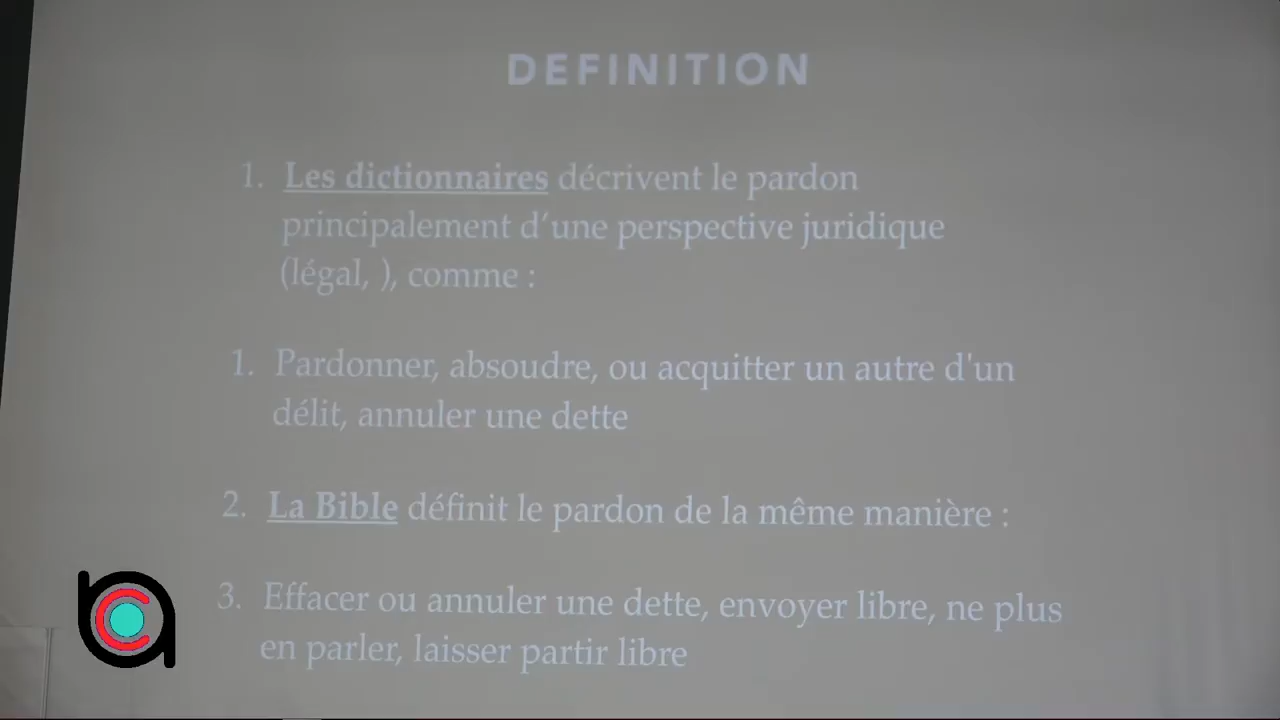 DEFINITION
1. Les dictionnaires décrivent le pardon
principalement d'une perspective juridique
(légal, ), comme :
1. Pardonner, absoudre, ou acquitter un autre d'un
délit, annuler une dette
2. La Bible définit le pardon de la même manière :
3. Effacer ou annuler une dette, envoyer libre, ne plus
en parler, laisser partir libre